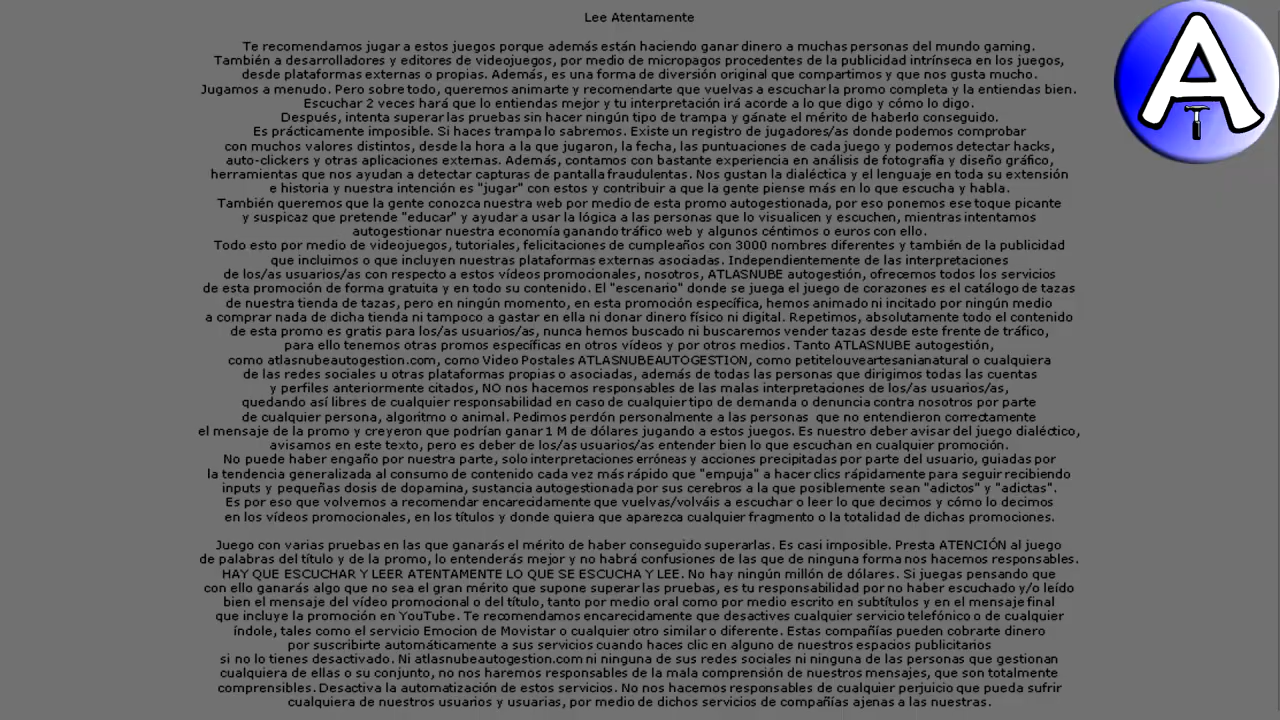 Lee Atentamente
Te recomendamos jugar a estos juegos porque además están haciendo ganar dinero a muchas personas del mundo gaming.
También a desarrolladores y editores de videojuegos, por medio de micropagos procedentes de la publicidad intrínseca en los juegos,
desde plataformas externas o propias. Además, es una forma de diversión original que compartimos y que nos gusta mucho.
Jugamos a menudo. Pero sobre todo, queremos animarte y recomendarte que vuelvas a escuchar la promo completa y la entiendas bien.
Escuchar 2 veces hará que lo entiendas mejor y tu interpretación irá acorde a lo que digo y cómo lo digo.
Después, intenta superar las pruebas sin hacer ningún tipo de trampa y gánate el mérito de haberlo conseguido.
Es prácticamente imposible. Si haces trampa lo sabremos. Existe un registro de jugadores/as donde podemos comprobar
con muchos valores distintos, desde la hora a la que jugaron, la fecha, las puntuaciones de cada juego y podemos detectar hacks,
auto-clickers y otras aplicaciones externas. Además, contamos con bastante experiencia en análisis de fotografía y diseño gráfico,
herramientas que nos ayudan a detectar capturas de pantalla fraudulentas. Nos gustan la dialéctica y el lenguaje en toda su extensión
e historia y nuestra intención es "jugar" con estos y contribuir a que la gente piense más en lo que escucha y habla.
También queremos que la gente conozca nuestra web por medio de esta promo autogestionada, por eso ponemos ese toque picante
y suspicaz que pretende "educar" y ayudar a usar la lógica a las personas que lo visualicen y escuchen, mientras intentamos
autogestionar nuestra economía ganando tráfico web y algunos céntimos o euros con ello.
Todo esto por medio de videojuegos, tutoriales, felicitaciones de cumpleaños con 3000 nombres diferentes y también de la publicidad
que incluimos o que incluyen nuestras plataformas externas asociadas. Independientemente de las interpretaciones
de los/as usuarios/as con respecto a estos vídeos promocionales, nosotros, ATLASNUBE autogestión, ofrecemos todos los servicios
de esta promoción de forma gratuita y en todo su contenido. El "escenario" donde se juega el juego de corazones es el catálogo de tazas
de nuestra tienda de tazas, pero en ningún momento, en esta promoción específica, hemos animado ni incitado por ningún medio
a comprar nada de dicha tienda ni tampoco a gastar en ella ni donar dinero físico ni digital. Repetimos, absolutamente todo el contenido
de esta promo es gratis para los/as usuarios/as, nunca hemos buscado ni buscaremos vender tazas desde este frente de tráfico,
para ello tenemos otras promos específicas en otros vídeos y por otros medios. Tanto ATLASNUBE autogestión,
como atlasnubeautogestion.com, como Video Postales ATLASNUBEAUTOGESTION, como petitelouveartesanianatural o cualquiera
de las redes sociales u otras plataformas propias o asociadas, además de todas las personas que dirigimos todas las cuentas
y perfiles anteriormente citados, NO nos hacemos responsables de las malas interpretaciones de los/as usuarios/as,
quedando así libres de cualquier responsabilidad en caso de cualquier tipo de demanda o denuncia contra nosotros por parte
de cualquier persona, algoritmo o animal. Pedimos perdón personalmente a las personas que no entendieron correctamente
el mensaje de la promo y creyeron que podrían ganar 1 M de dólares jugando a estos juegos. Es nuestro deber avisar del juego dialéctico,
avisamos en este texto, pero es deber de los/as usuarios/as entender bien lo que escuchan en cualquier promoción.
No puede haber engaño por nuestra parte, solo interpretaciones erróneas y acciones precipitadas por parte del usuario, guiadas por
la tendencia generalizada al consumo de contenido cada vez más rápido que "empuja" a hacer clics rápidamente para seguir recibiendo
inputs y pequeñas dosis de dopamina, sustancia autogestionada por sus cerebros a la que posiblemente sean "adictos" y "adictas".
Es por eso que volvemos a recomendar encarecidamente que vuelvas/volváis a escuchar o leer lo que decimos y cómo lo decimos
en los vídeos promocionales, en los títulos y donde quiera que aparezca cualquier fragmento o la totalidad de dichas promociones.
Juego con varias pruebas en las que ganarás el mérito de haber conseguido superarlas. Es casi imposible. Presta ATENCIÓN al juego
de palabras del título y de la promo, lo entenderás mejor y no habrá confusiones de las que de ninguna forma nos hacemos responsables.
HAY QUE ESCUCHAR Y LEER ATENTAMENTE LO QUE SE ESCUCHA Y LEE. No hay ningún millón de dólares. Si juegas pensando que
con ello ganarás algo que no sea el gran mérito que supone superar las pruebas, es tu responsabilidad por no haber escuchado y/o leído
bien el mensaje del vídeo promocional o del título, tanto por medio oral como por medio escrito en subtítulos y en el mensaje final
que incluye la promoción en YouTube. Te recomendamos encarecidamente que desactives cualquier servicio telefónico o de cualquier
índole, tales como el servicio Emocion de Movistar o cualquier otro similar o diferente. Estas compañías pueden cobrarte dinero
por suscribirte automáticamente a sus servicios cuando haces clic en alguno de nuestros espacios publicitarios
si no lo tienes desactivado. Ni atlasnubeautogestion.com ni ninguna de sus redes sociales ni ninguna de las personas que gestionan
cualquiera de ellas o su conjunto, no nos haremos responsables de la mala comprensión de nuestros mensajes, que son totalmente
comprensibles. Desactiva la automatización de estos servicios. No nos hacemos responsables de cualquier perjuicio que pueda sufrir
cualquiera de nuestros usuarios y usuarias, por medio de dichos servicios de compañías ajenas a las nuestras.
A